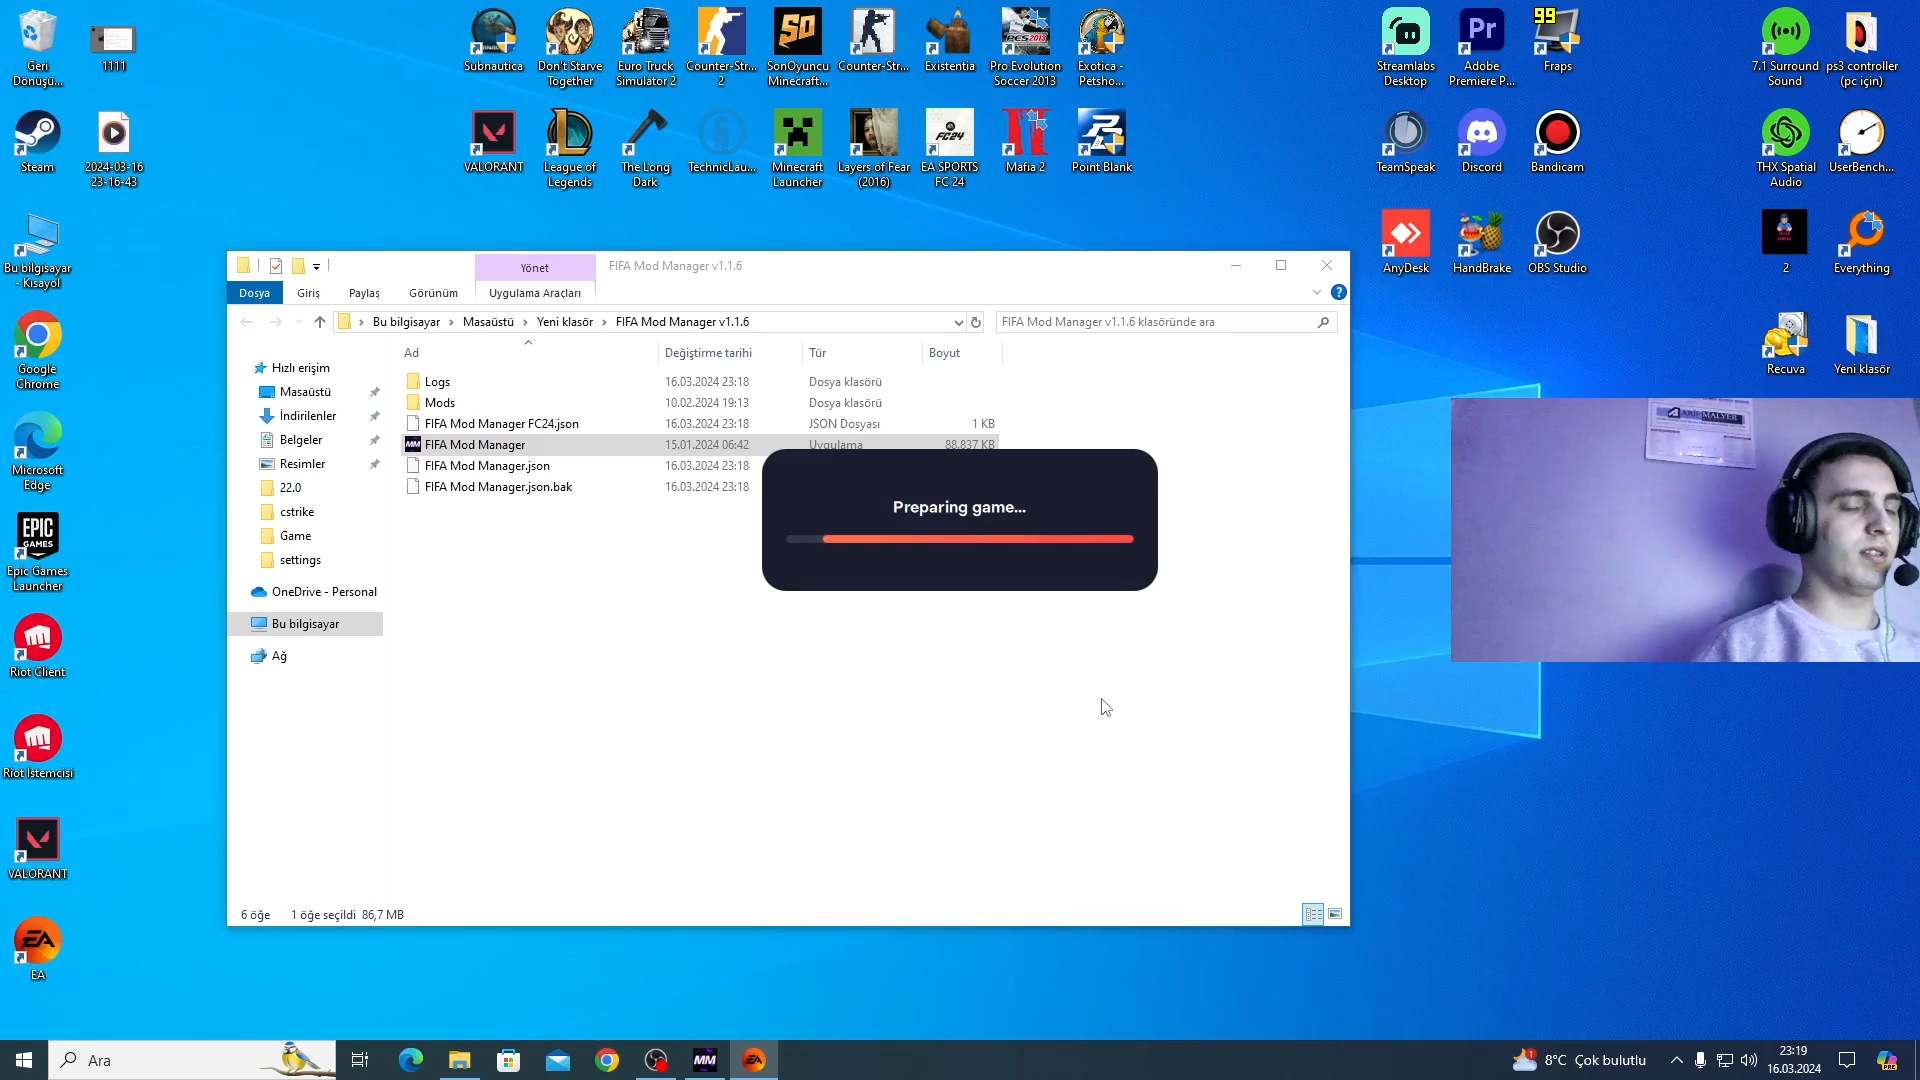 Geri
Dönüşü...
1111
Subnautica
Don't Starve
Together
Euro Truck
Simulator 2
Counter-Str...
2
SonOyuncu
Minecraft...
Counter-Str...
Existentia
Pro Evolution
Soccer 2013
Exotica -
Petsho...
Streamlabs
Desktop
Adobe
Premiere P...
99
Fraps
7.1 Surround
Sound
ps3 controller
(pc için)
Steam
2024-03-16
23-16-43
VALORANT
League of
Legends
The Long
Dark
TechnicLau...
Minecraft
Launcher
Layers of Fear
(2016)
EA SPORTS
FC 24
Mafia 2
Point Blank
TeamSpeak
Discord
Bandicam
THX Spatial
Audio
UserBench...
Bu bilgisayar
- Kısayol
AnyDesk
HandBrake
OBS Studio
2
Everything
Google
Chrome
Recuva
Yeni klasör
Microsoft
Edge
EPIC
GAMES
Epic Games
Launcher
Riot Client
Riot İstemcisi
VALORANT
EA
Yönet
FIFA Mod Manager v1.1.6
Dosya
Giriş
Paylaş
Görünüm
Uygulama Araçları
Bu bilgisayar
Masaüstü
Yeni klasör
FIFA Mod Manager v1.1.6
FIFA Mod Manager v1.1.6 klasöründe ara
Ad
Değiştirme tarihi
Tür
Boyut
Hızlı erişim
Masaüstü
İndirilenler
Belgeler
Resimler
22.0
cstrike
Game
settings
OneDrive - Personal
Bu bilgisayar
Ağ
Logs 16.03.2024 23:18 Dosya klasörü
Mods 10.02.2024 19:13 Dosya klasörü
FIFA Mod Manager FC24.json 16.03.2024 23:18 JSON Dosyası 1 KB
FIFA Mod Manager 15.01.2024 06:42 Uygulama 88.837 KB
FIFA Mod Manager.json 16.03.2024 23:18
FIFA Mod Manager.json.bak 16.03.2024 23:18
Preparing game...
ARIF MALYER
6 öğe 1 öğe seçildi 86,7 MB
Ara
8°C Çok bulutlu
23:19
16.03.2024